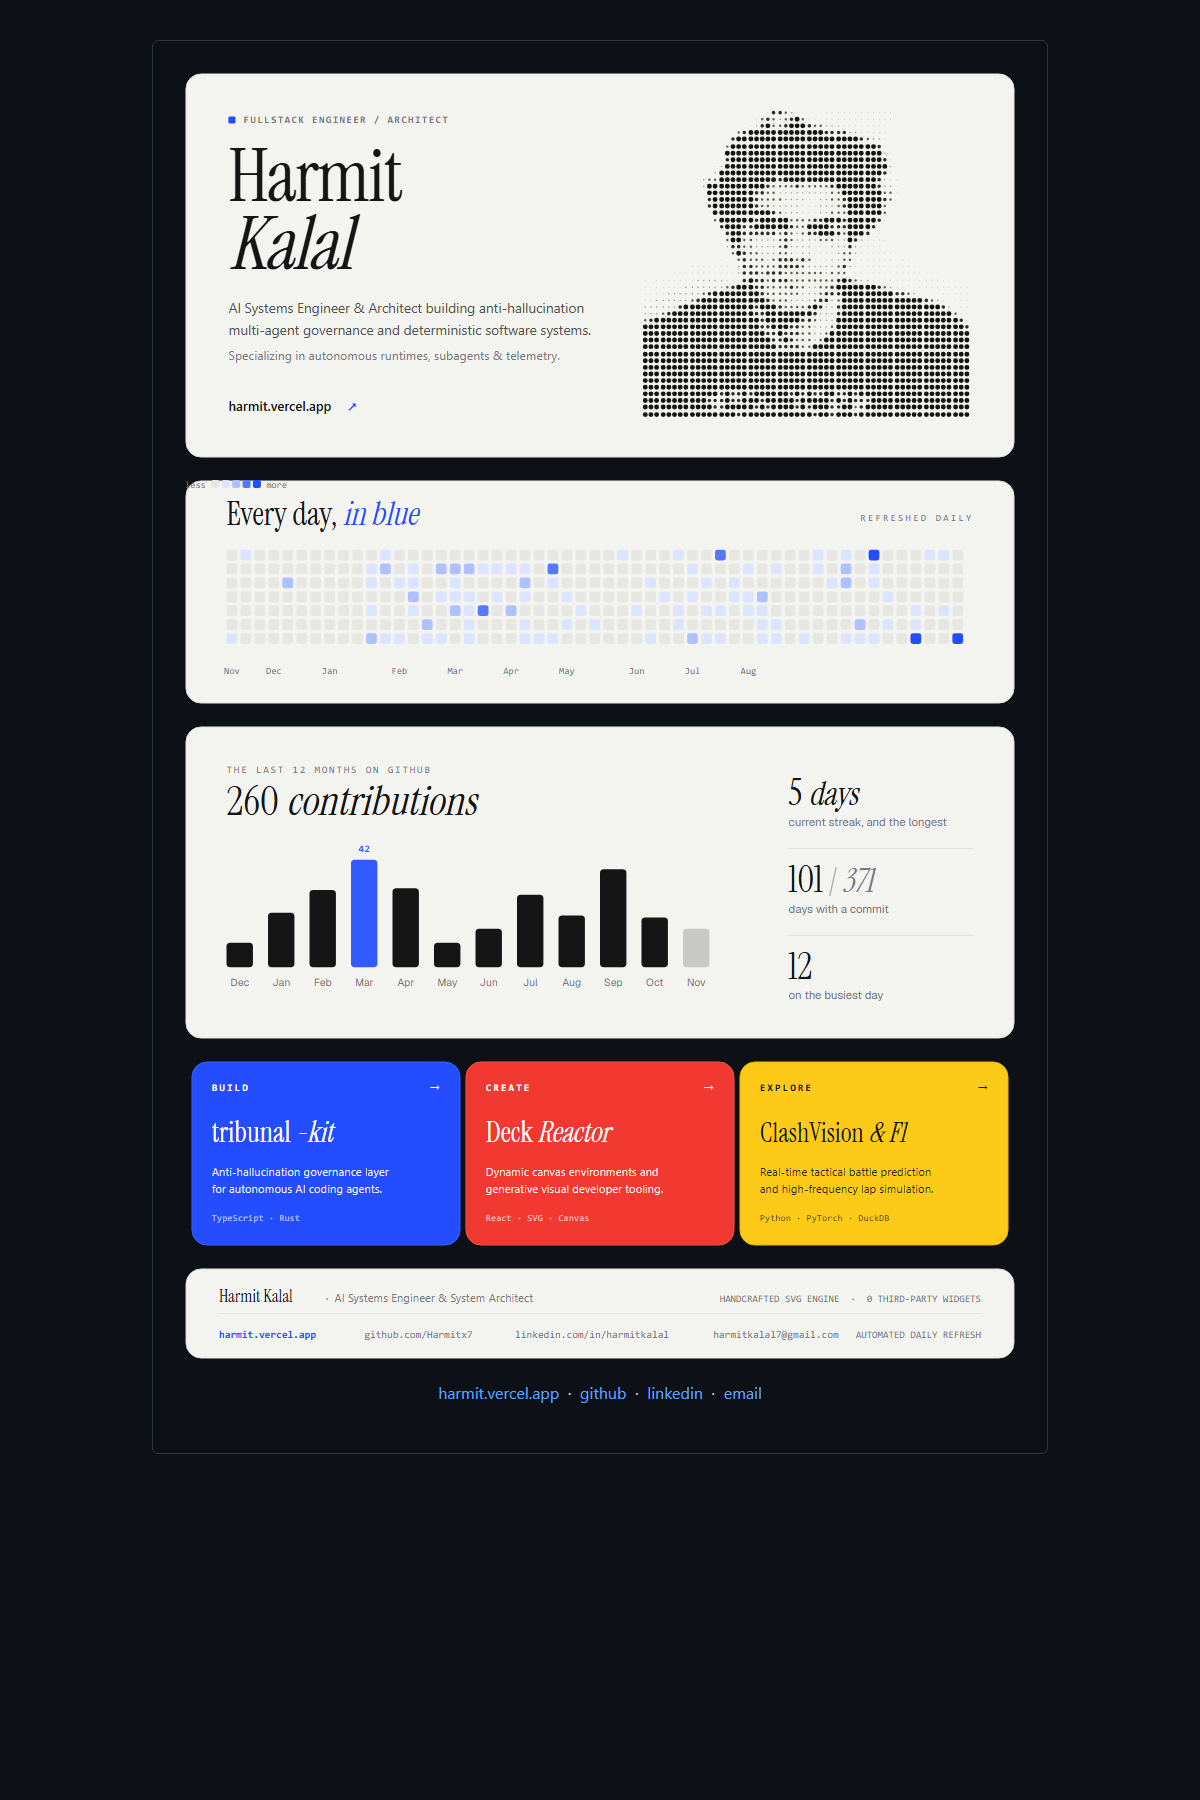 FULLSTACK ENGINEER / ARCHITECT
Harmit
Kalal
AI Systems Engineer & Architect building anti-hallucination
multi-agent governance and deterministic software systems.
Specializing in autonomous runtimes, subagents & telemetry.
harmit.vercel.app ↗
less more
Every day, in blue
REFRESHED DAILY
Nov Dec Jan Feb Mar Apr May Jun Jul Aug
THE LAST 12 MONTHS ON GITHUB
260 contributions
42
Dec Jan Feb Mar Apr May Jun Jul Aug Sep Oct Nov
5 days
current streak, and the longest
101 / 371
days with a commit
12
on the busiest day
BUILD →
tribunal -kit
Anti-hallucination governance layer
for autonomous AI coding agents.
TypeScript · Rust
CREATE →
Deck Reactor
Dynamic canvas environments and
generative visual developer tooling.
React · SVG · Canvas
EXPLORE →
ClashVision & F1
Real-time tactical battle prediction
and high-frequency lap simulation.
Python · PyTorch · DuckDB
Harmit Kalal · AI Systems Engineer & System Architect HANDCRAFTED SVG ENGINE · 0 THIRD-PARTY WIDGETS
harmit.vercel.app github.com/Harmitx7 linkedin.com/in/harmitkalal harmitkalal7@gmail.com AUTOMATED DAILY REFRESH
harmit.vercel.app · github · linkedin · email